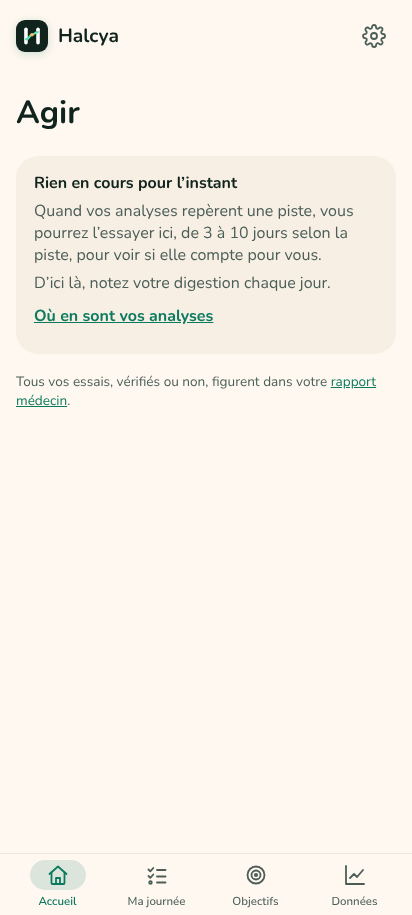 Halcya
Agir
Rien en cours pour l’instant
Quand vos analyses repèrent une piste, vous
pourrez l’essayer ici, de 3 à 10 jours selon la
piste, pour voir si elle compte pour vous.
D’ici là, notez votre digestion chaque jour.
Où en sont vos analyses
Tous vos essais, vérifiés ou non, figurent dans votre rapport
médecin.
Accueil
Ma journée
Objectifs
Données